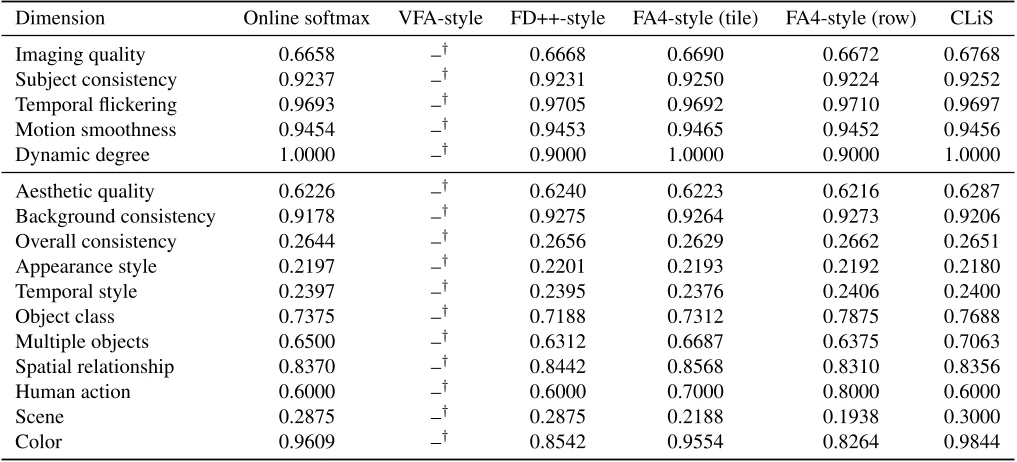 Dimension Online softmax VFA-style FD++-style FA4-style (tile) FA4-style (row) CLiS
Imaging quality 0.6658 –† 0.6668 0.6690 0.6672 0.6768
Subject consistency 0.9237 –† 0.9231 0.9250 0.9224 0.9252
Temporal flickering 0.9693 –† 0.9705 0.9692 0.9710 0.9697
Motion smoothness 0.9454 –† 0.9453 0.9465 0.9452 0.9456
Dynamic degree 1.0000 –† 0.9000 1.0000 0.9000 1.0000
Aesthetic quality 0.6226 –† 0.6240 0.6223 0.6216 0.6287
Background consistency 0.9178 –† 0.9275 0.9264 0.9273 0.9206
Overall consistency 0.2644 –† 0.2656 0.2629 0.2662 0.2651
Appearance style 0.2197 –† 0.2201 0.2193 0.2192 0.2180
Temporal style 0.2397 –† 0.2395 0.2376 0.2406 0.2400
Object class 0.7375 –† 0.7188 0.7312 0.7875 0.7688
Multiple objects 0.6500 –† 0.6312 0.6687 0.6375 0.7063
Spatial relationship 0.8370 –† 0.8442 0.8568 0.8310 0.8356
Human action 0.6000 –† 0.6000 0.7000 0.8000 0.6000
Scene 0.2875 –† 0.2875 0.2188 0.1938 0.3000
Color 0.9609 –† 0.8542 0.9554 0.8264 0.9844